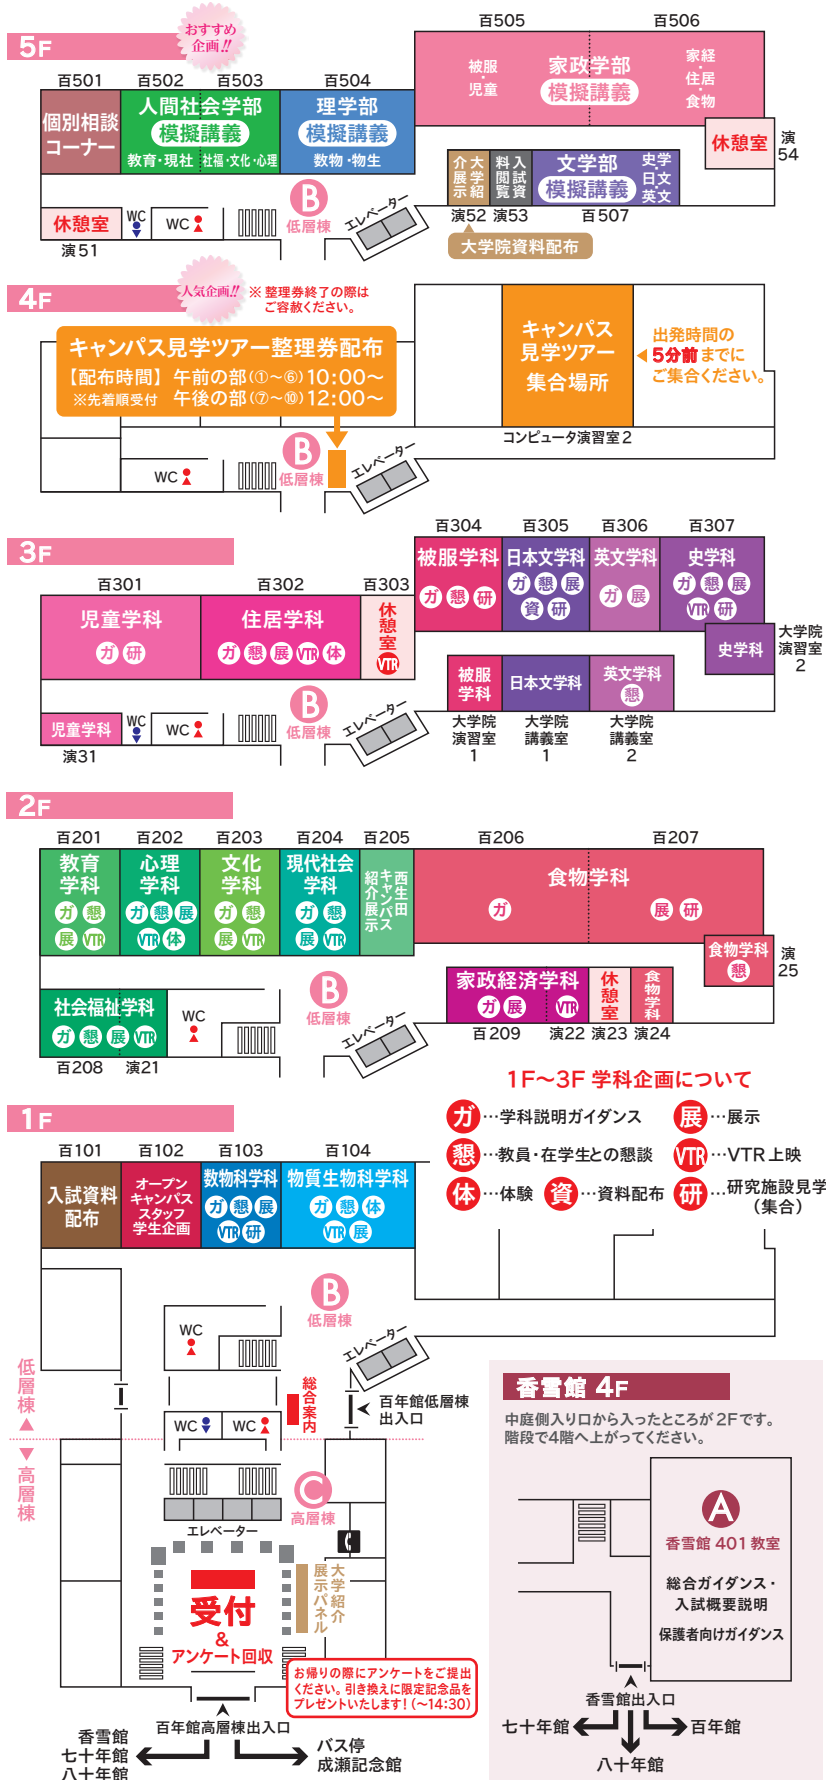 5F
おすすめ
企画!!
百501
百502
百503
百504
百505
百506
個別相談
コーナー
人間社会学部
模擬講義
教育・現社
社福・文化・心理
理学部
模擬講義
数物・物生
被服
・
児童
家政学部
模擬講義
家経
・
住居
・
食物
休憩室
演
54
大学紹
介展示
入試資
料閲覧
文学部
模擬講義
史学
・
日文
・
英文
演52
演53
百507
大学院資料配布
休憩室
演51
WC
WC
B
低層棟
エレベーター
4F
人気企画!!
※整理券終了の際は
ご容赦ください。
キャンパス見学ツアー整理券配布
【配布時間】午前の部(①~⑥)10:00~
※先着順受付 午後の部(⑦~⑩)12:00~
キャンパス
見学ツアー
集合場所
出発時間の
5分前までに
ご集合ください。
コンピュータ演習室2
WC
B
低層棟
エレベーター
3F
百301
百302
百303
百304
百305
百306
百307
児童学科
ガ 研
住居学科
ガ 懇 展 VTR 体
休憩室
VTR
被服学科
ガ 懇 研
日本文学科
ガ 懇 展
資 研
英文学科
ガ 展
史学科
ガ 懇 展
VTR 研
史学科
大学院
演習室
2
被服
学科
日本文学科
英文学科
懇
大学院
演習室
1
大学院
講義室
1
大学院
講義室
2
児童学科
演31
WC
WC
B
低層棟
エレベーター
2F
百201
百202
百203
百204
百205
百206
百207
教育
学科
ガ 懇
展 VTR
心理
学科
ガ 懇 展
VTR 体
文化
学科
ガ 懇
展 VTR
現代社会
学科
ガ 懇
展 VTR
西生田
キャンパス
紹介展示
食物学科
ガ
展 研
食物学科
懇
演
25
社会福祉学科
ガ 懇 展 VTR
百208
演21
WC
B
低層棟
エレベーター
家政経済学科
ガ 展 VTR
休憩室
食物学科
百209
演22
演23
演24
1F~3F 学科企画について
ガ…学科説明ガイダンス
展…展示
懇…教員・在学生との懇談
VTR…VTR上映
体…体験
資…資料配布
研…研究施設見学
(集合)
1F
百101
百102
百103
百104
入試資料
配布
オープン
キャンパス
スタッフ
学生企画
数物科学科
ガ 懇 展
VTR 研
物質生物科学科
ガ 懇 体
VTR 展
B
低層棟
WC
エレベーター
総合案内
百年館低層棟
出入口
WC
WC
低層棟▲
▼高層棟
C
高層棟
エレベーター
大学紹介
展示パネル
受付
&
アンケート回収
お帰りの際にアンケートをご提出
ください。引き換えに限定記念品を
プレゼントいたします!(~14:30)
百年館高層棟出入口
香雪館
七十年館
八十年館
バス停
成瀬記念館
香雪館 4F
中庭側入り口から入ったところが2Fです。
階段で4階へ上がってください。
A
香雪館 401教室
総合ガイダンス・
入試概要説明
保護者向けガイダンス
香雪館出入口
七十年館
百年館
八十年館